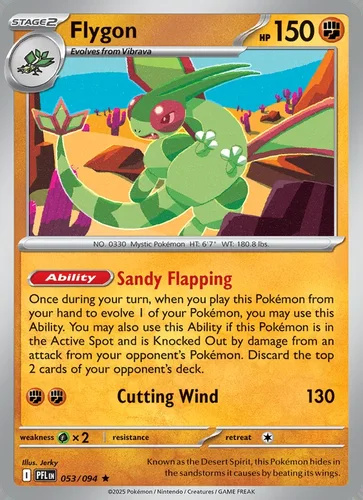 STAGE2 Flygon HP 150
Evolves from Vibrava
NO. 0330 Mystic Pokémon HT: 6'7" WT: 180.8 lbs.
Ability Sandy Flapping
Once during your turn, when you play this Pokémon from
your hand to evolve 1 of your Pokémon, you may use this
Ability. You may also use this Ability if this Pokémon is in
the Active Spot and is Knocked Out by damage from an
attack from your opponent's Pokémon. Discard the top
2 cards of your opponent's deck.
Cutting Wind 130
weakness ×2 resistance retreat
Illus. Jerky
I PFL EN 053/094
Known as the Desert Spirit, this Pokémon hides in
the sandstorms it causes by beating its wings.
©2025 Pokémon / Nintendo / Creatures / GAME FREAK